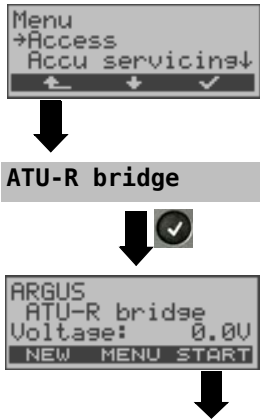 Menu
→Access
Accu servicing↓
ATU-R bridge
ARGUS
ATU-R bridge
Voltage: 0.0V
NEW MENU START